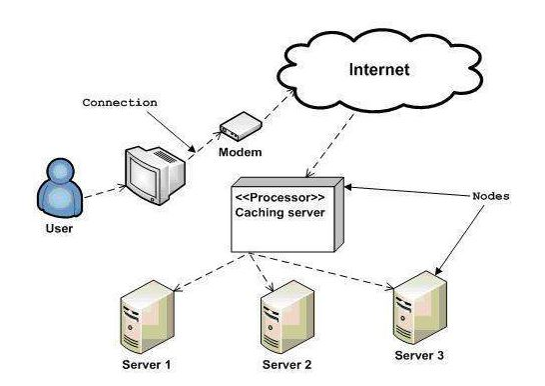 Internet
Connection
Modem
<<Processor>>
Caching server
Nodes
User
Server 1
Server 2
Server 3